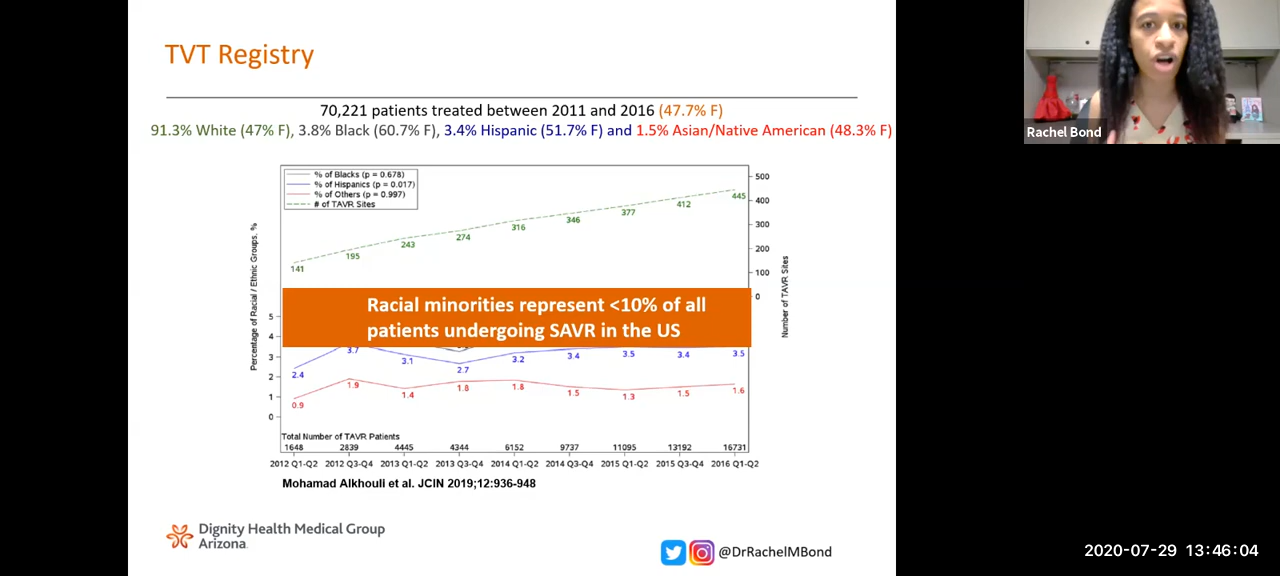 TVT Registry
70,221 patients treated between 2011 and 2016 (47.7% F)
91.3% White (47% F), 3.8% Black (60.7% F), 3.4% Hispanic (51.7% F) and 1.5% Asian/Native American (48.3% F)
Rachel Bond
% of Blacks (p = 0.678)
% of Hispanics (p = 0.017)
% of Others (p = 0.997)
# of TAVR Sites
Percentage of Racial / Ethnic Groups, %
Number of TAVR Sites
500
400
300
200
100
0
141
195
243
274
316
346
377
412
445
Racial minorities represent <10% of all
patients undergoing SAVR in the US
5
4
3
2
1
0
2.4
3.7
3.1
2.7
3.2
3.4
3.5
3.4
3.5
0.9
1.9
1.4
1.8
1.8
1.5
1.3
1.5
1.6
Total Number of TAVR Patients
1648 2839 4445 4344 6152 9737 11095 13192 16731
2012 Q1-Q2 2012 Q3-Q4 2013 Q1-Q2 2013 Q3-Q4 2014 Q1-Q2 2014 Q3-Q4 2015 Q1-Q2 2015 Q3-Q4 2016 Q1-Q2
Mohamad Alkhouli et al. JCIN 2019;12:936-948
Dignity Health Medical Group
Arizona
@DrRachelMBond
2020-07-29 13:46:04